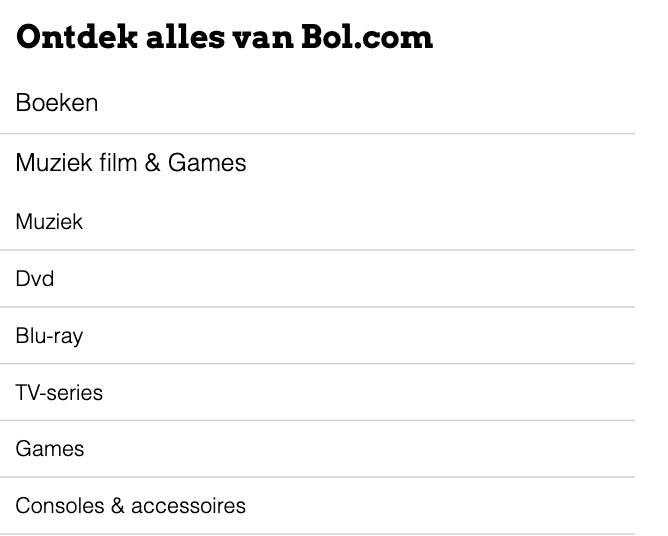 Ontdek alles van Bol.com
Boeken
Muziek film & Games
Muziek
Dvd
Blu-ray
TV-series
Games
Consoles & accessoires